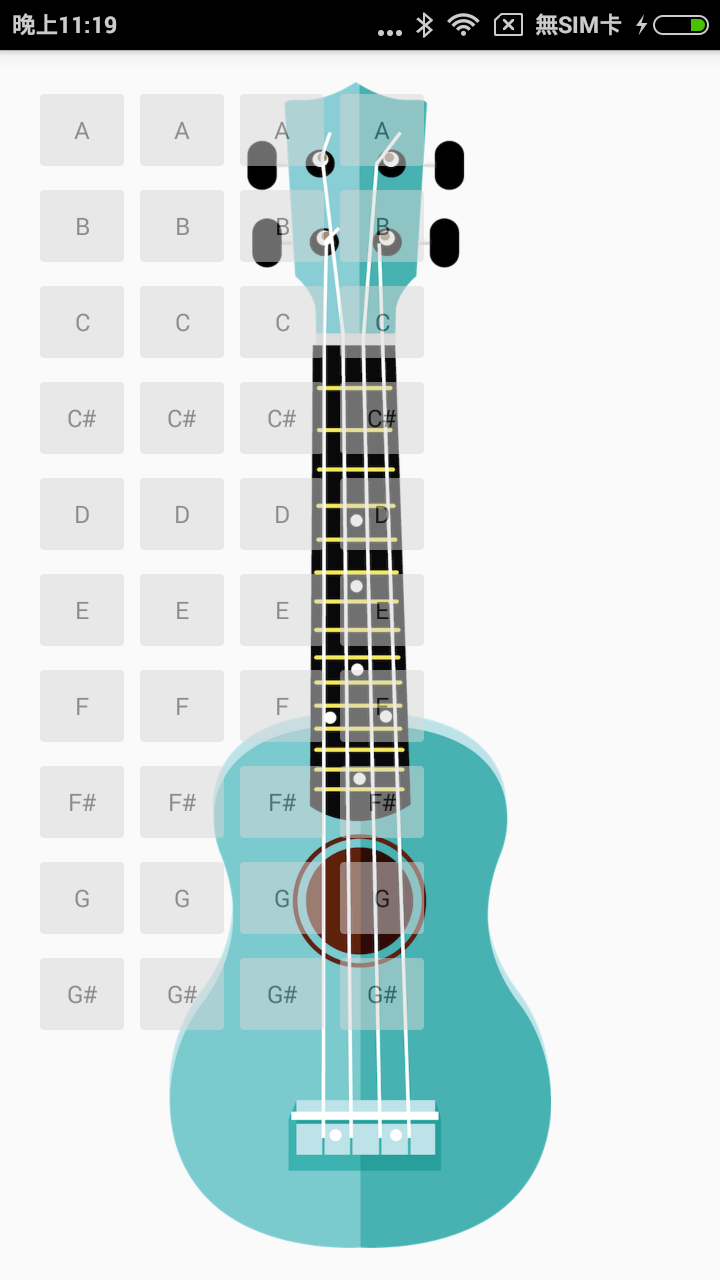 晚上11:19 ... 無SIM卡
A A A A
B B B B
C C C C
C# C# C# C#
D D D D
E E E E
F F F F
F# F# F# F#
G G G G
G# G# G# G#